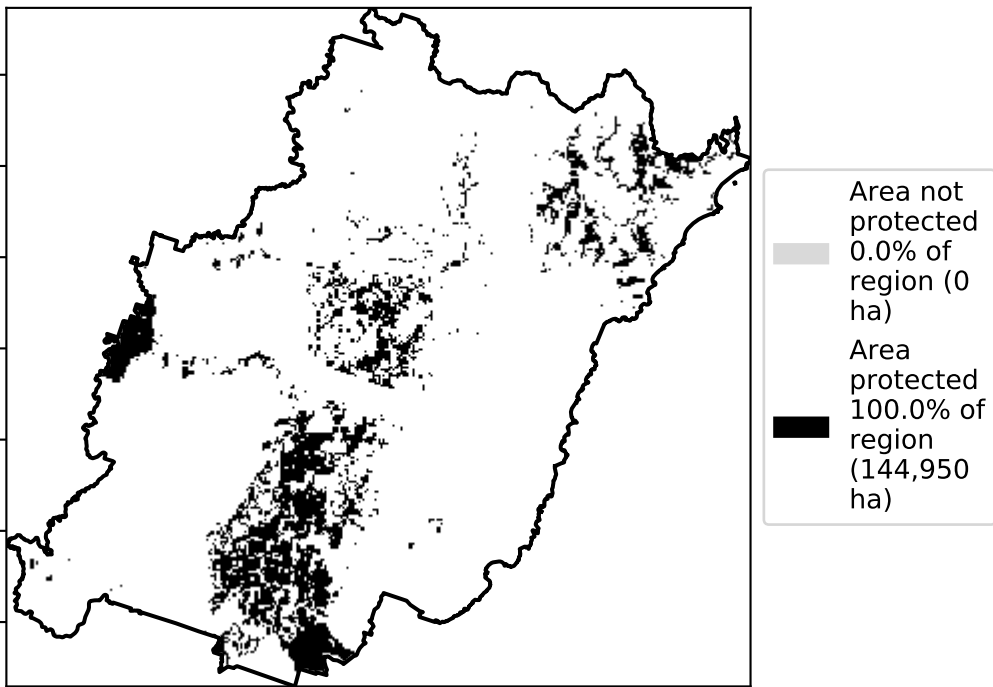 Area not
protected
0.0% of
region (0
ha)
Area
protected
100.0% of
region
(144,950
ha)